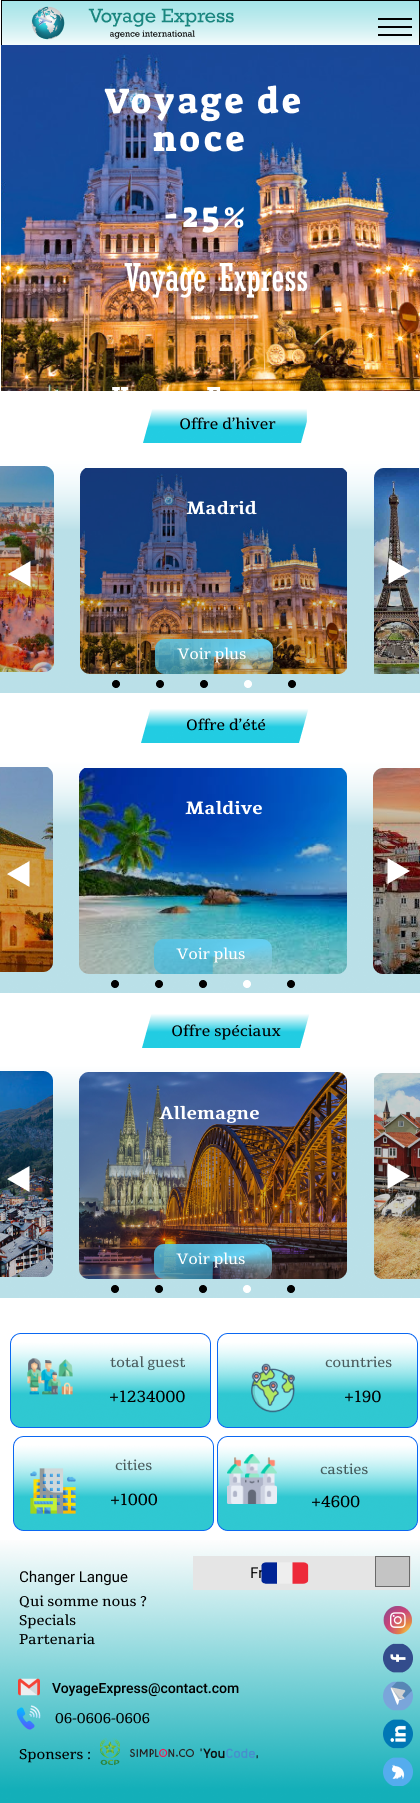 Voyage Express
agence international
Voyage de
noce
-25%
Voyage Express
Offre d'hiver
Madrid
Voir plus
Offre d'été
Maldive
Voir plus
Offre spéciaux
Allemagne
Voir plus
total guest
+1234000
countries
+190
cities
+1000
casties
+4600
Changer Langue
Fr
Qui somme nous ?
Specials
Partenaria
VoyageExpress@contact.com
06-0606-0606
Sponsers :
OCP
SIMPLON.CO
'YouCode,